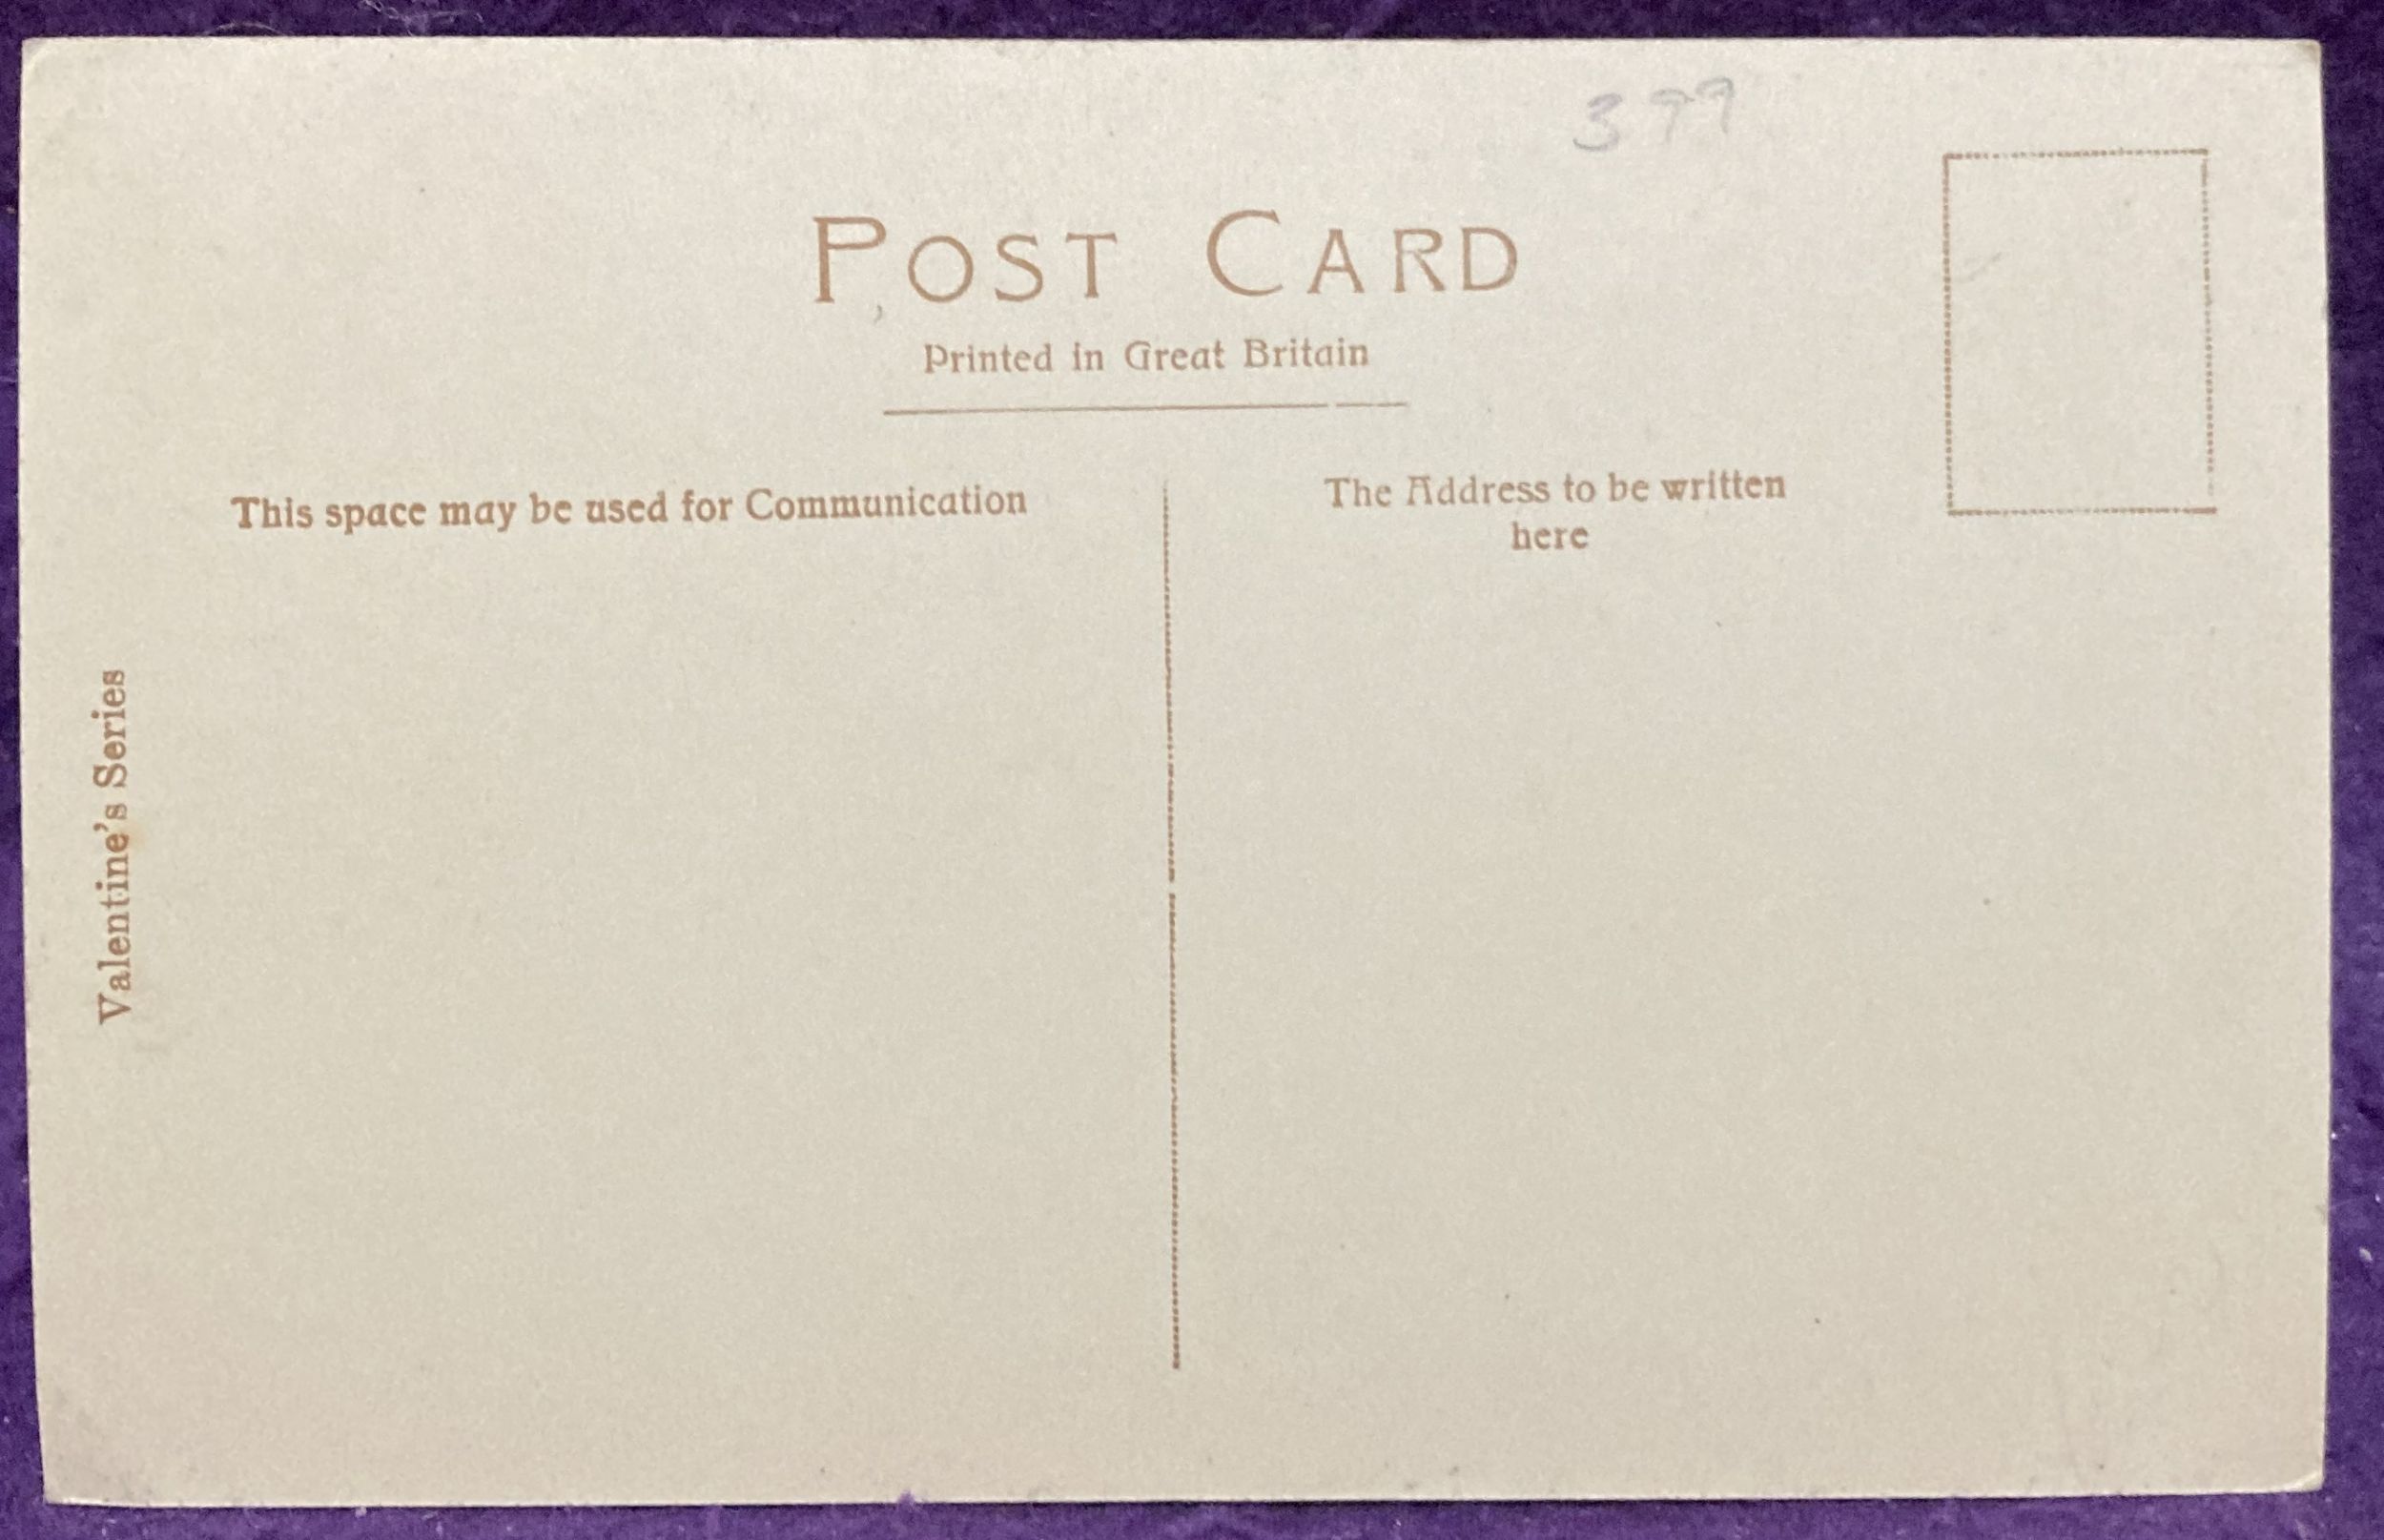 399
POST CARD
Printed in Great Britain
This space may be used for Communication
The Address to be written
here
Valentine's Series